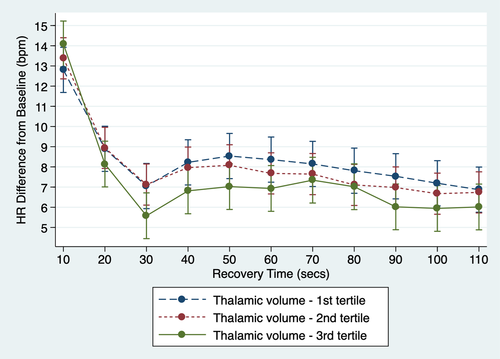 HR Difference from Baseline (bpm)
15
14
13
12
11
10
9
8
7
6
5
10 20 30 40 50 60 70 80 90 100 110
Recovery Time (secs)
Thalamic volume - 1st tertile
Thalamic volume - 2nd tertile
Thalamic volume - 3rd tertile